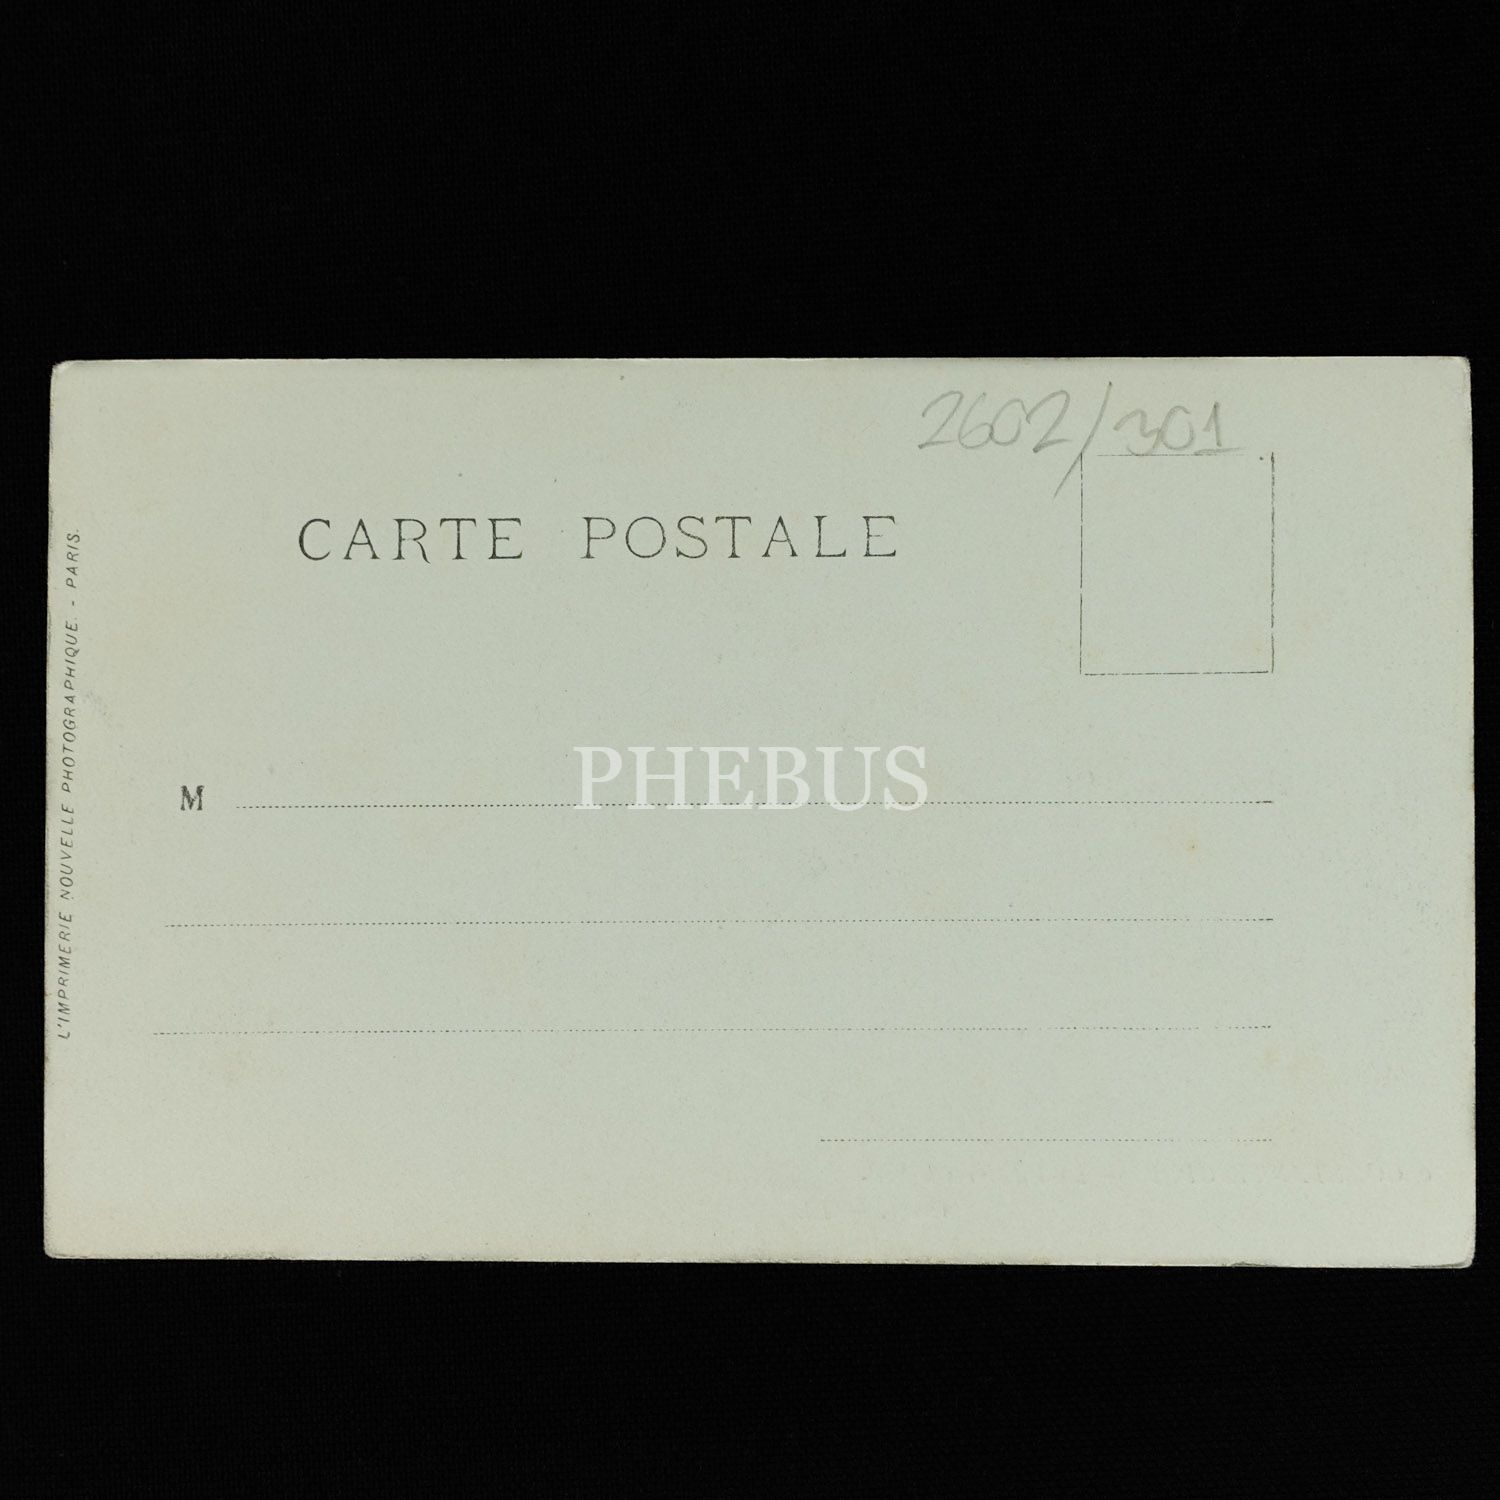 2602/301
CARTE POSTALE
M
L'IMPRIMERIE NOUVELLE PHOTOGRAPHIQUE. - PARIS.
PHEBUS